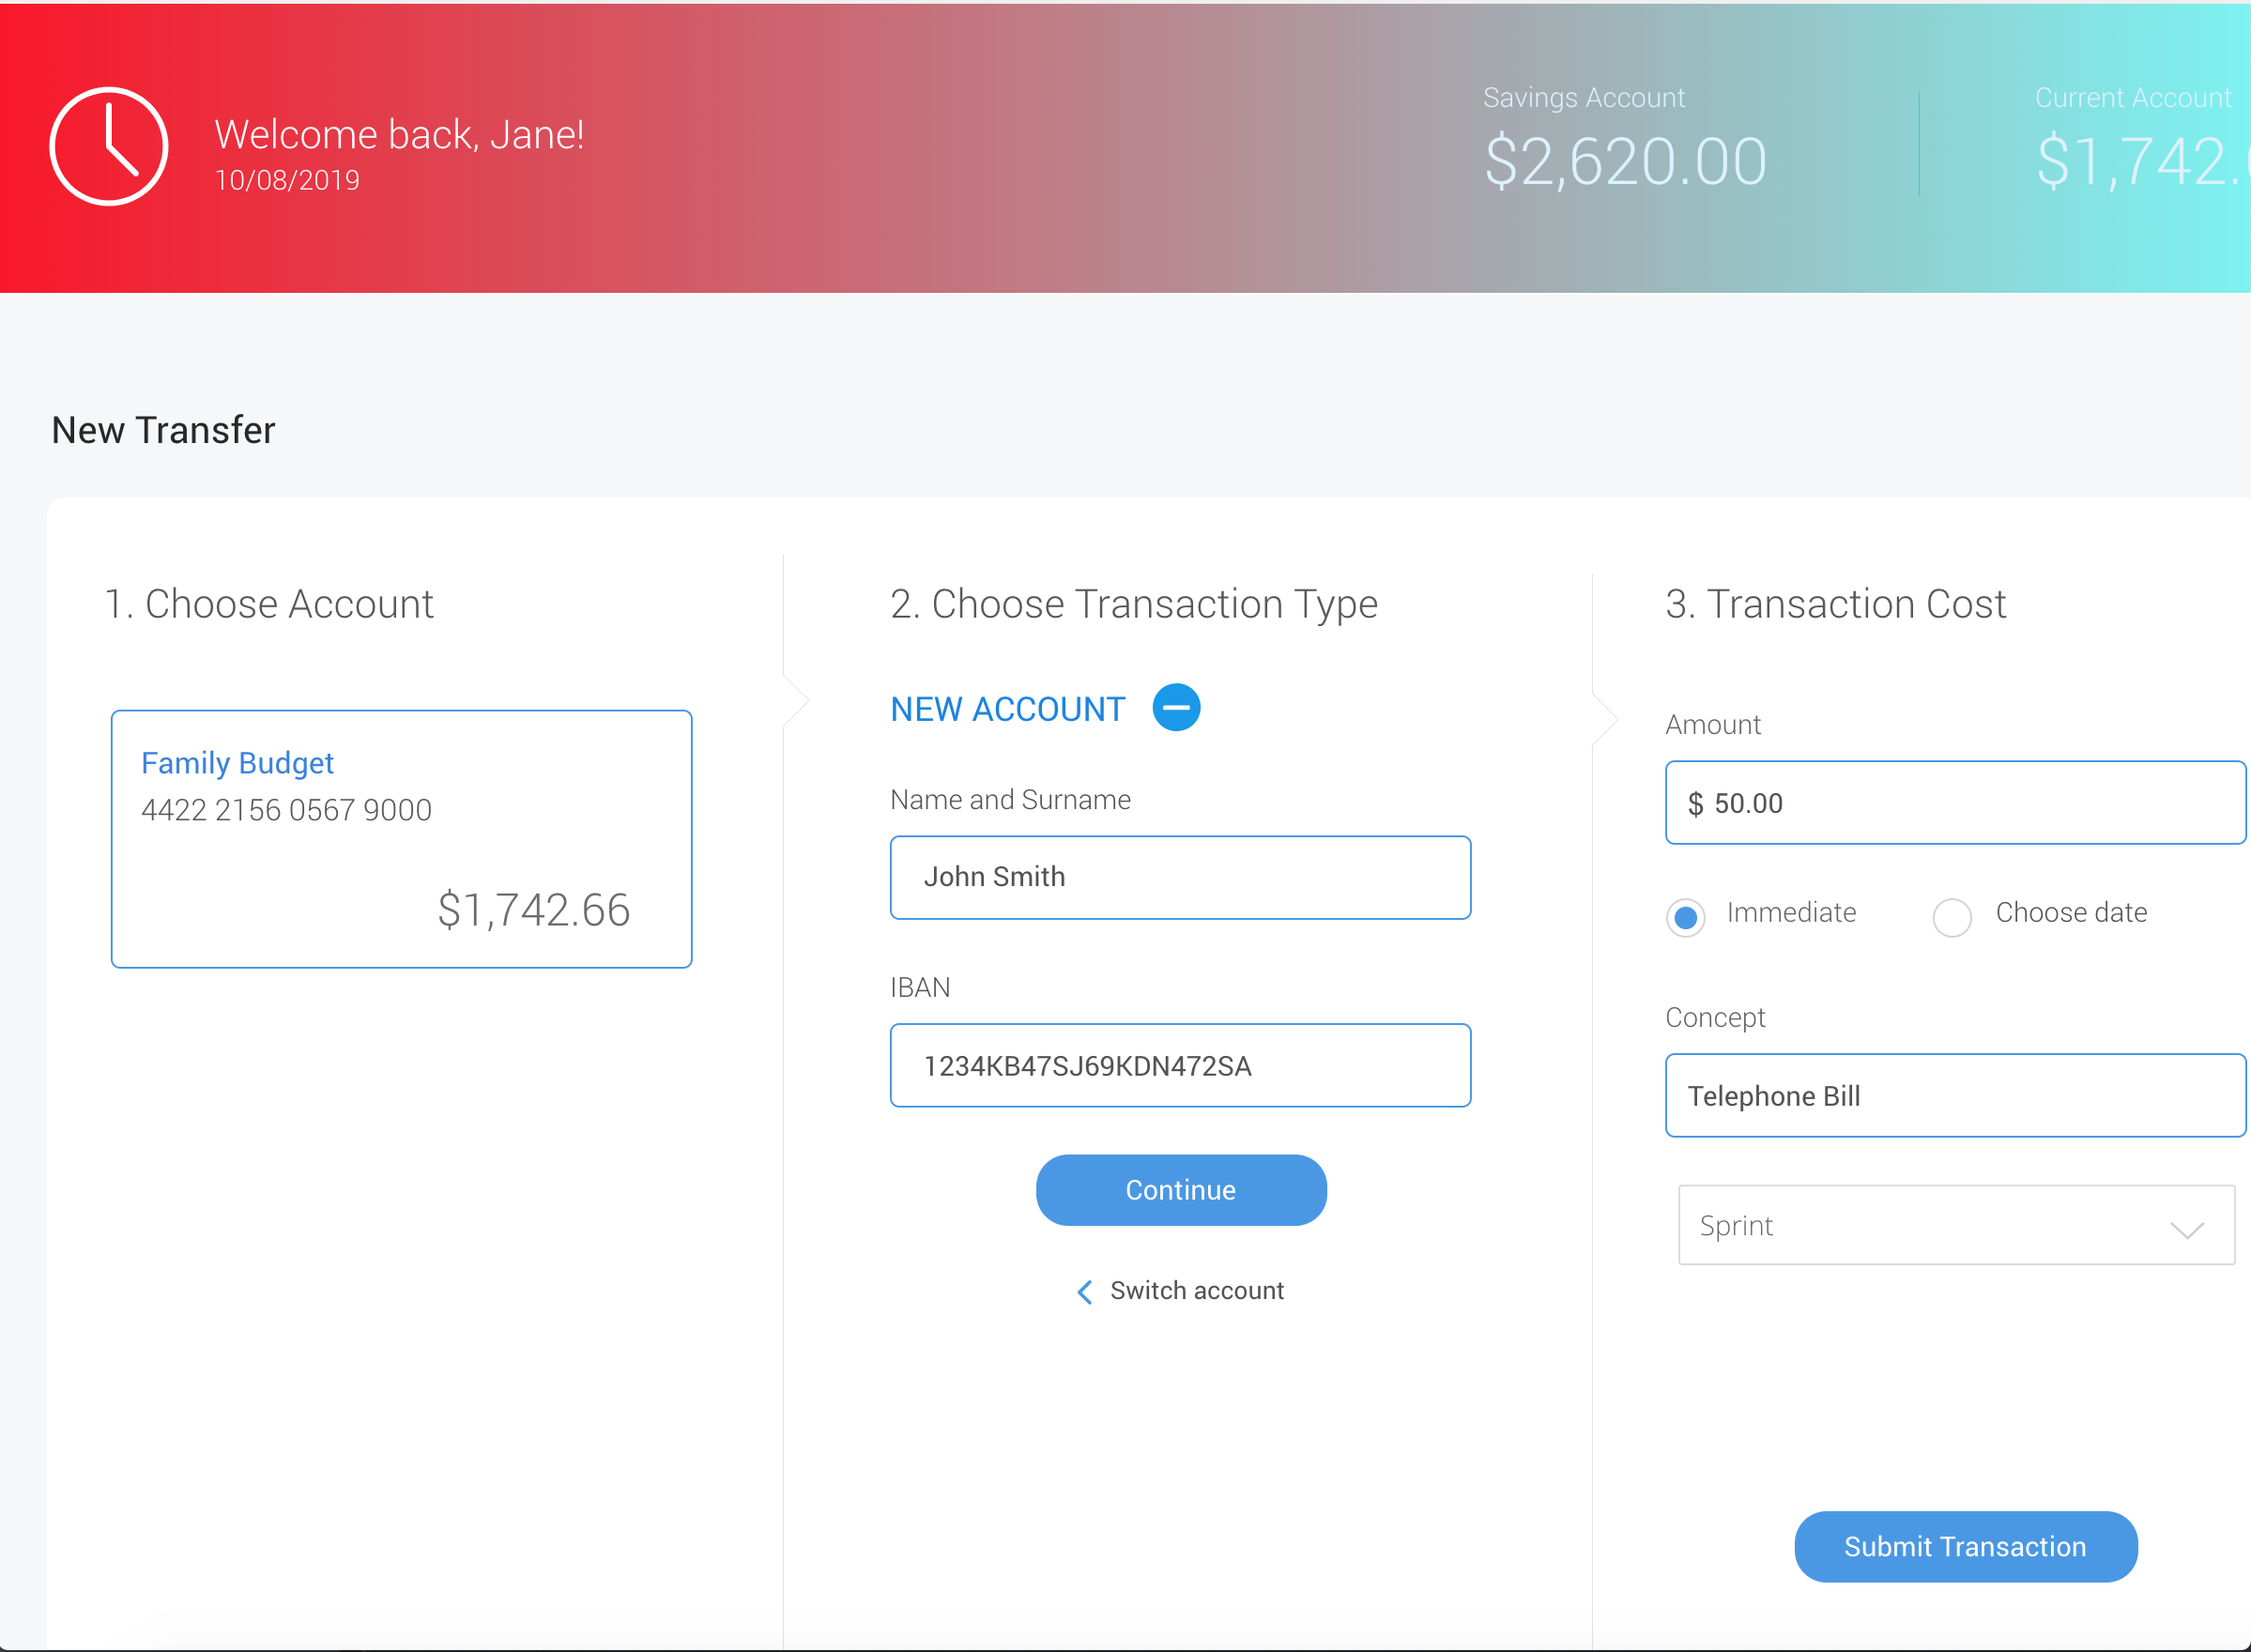 Welcome back, Jane!
10/08/2019
Savings Account
$2,620.00
Current Account
$1,742.
New Transfer
1. Choose Account
Family Budget
4422 2156 0567 9000
$1,742.66
2. Choose Transaction Type
NEW ACCOUNT
Name and Surname
John Smith
IBAN
1234KB47SJ69KDN472SA
Continue
Switch account
3. Transaction Cost
Amount
$ 50.00
Immediate
Choose date
Concept
Telephone Bill
Sprint
Submit Transaction